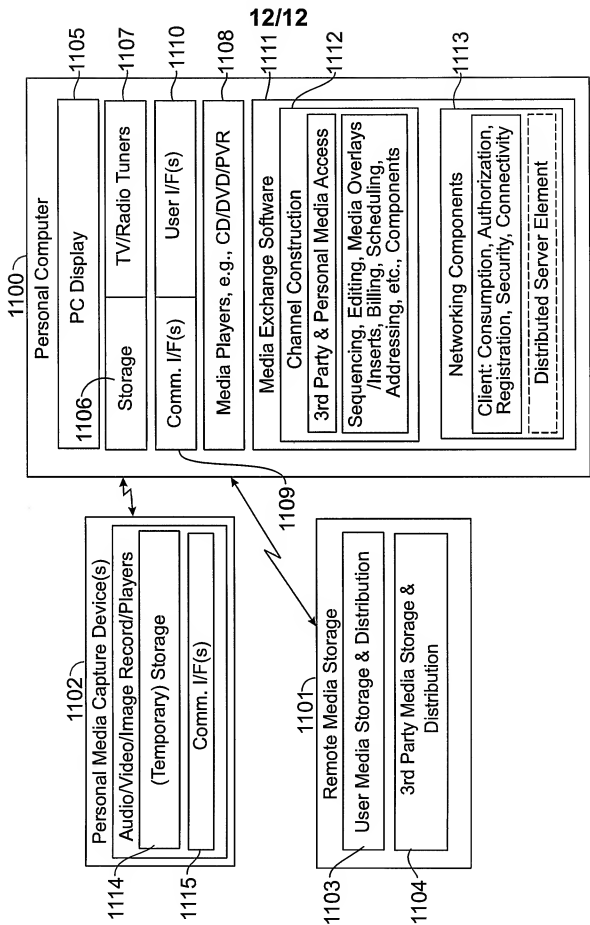 12/12
1100
Personal Computer
1105
PC Display
1106
Storage
TV/Radio Tuners
1107
Comm. I/F(s)
User I/F(s)
1110
1109
Media Players, e.g., CD/DVD/PVR
1108
Media Exchange Software
1111
Channel Construction
1112
3rd Party & Personal Media Access
Sequencing, Editing, Media Overlays
/Inserts, Billing, Scheduling,
Addressing, etc., Components
Networking Components
1113
Client: Consumption, Authorization,
Registration, Security, Connectivity
Distributed Server Element
1102
Personal Media Capture Device(s)
Audio/Video/Image Record/Players
(Temporary) Storage
1114
Comm. I/F(s)
1115
1101
Remote Media Storage
User Media Storage & Distribution
1103
3rd Party Media Storage &
Distribution
1104